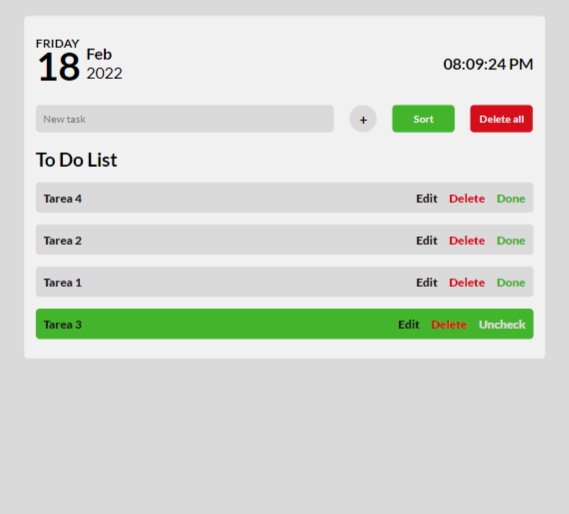 FRIDAY
18 Feb
2022
08:09:24 PM
New task + Sort Delete all
To Do List
Tarea 4 Edit Delete Done
Tarea 2 Edit Delete Done
Tarea 1 Edit Delete Done
Tarea 3 Edit Delete Uncheck